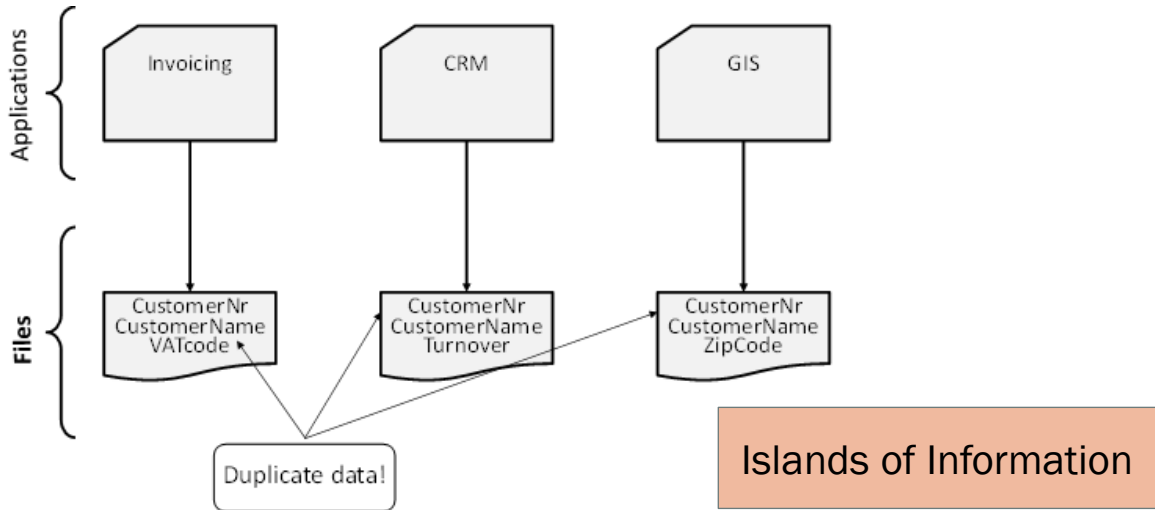 Applications
Invoicing
CRM
GIS
Files
CustomerNr
CustomerName
VATcode
CustomerNr
CustomerName
Turnover
CustomerNr
CustomerName
ZipCode
Duplicate data!
Islands of Information